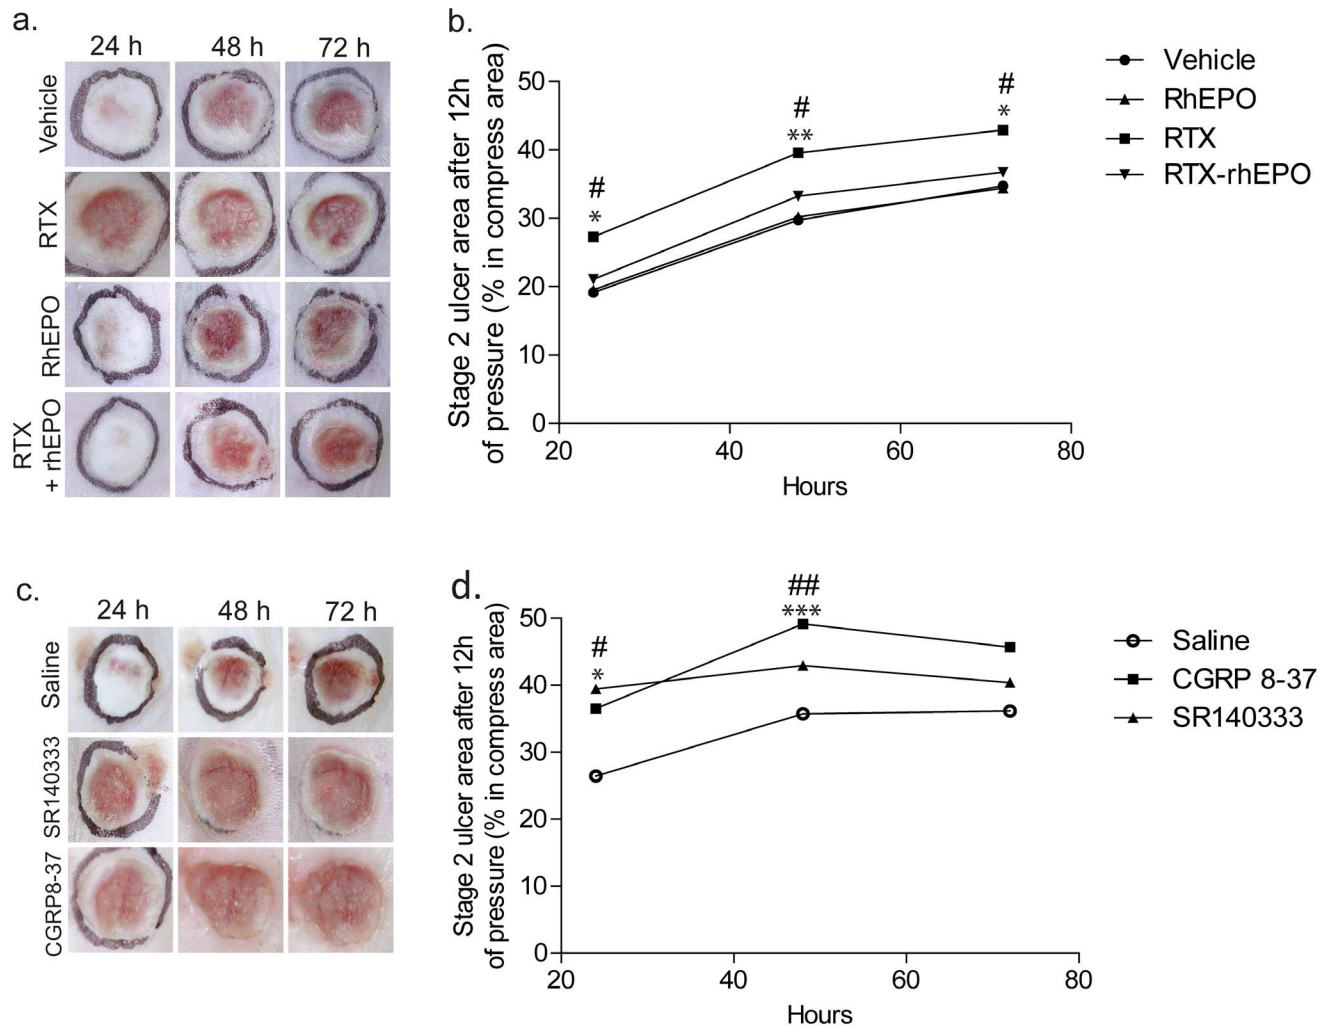 a.
24 h 48 h 72 h
Vehicle
RTX
RhEPO
RTX
+ rhEPO
b.
Stage 2 ulcer area after 12h
of pressure (% in compress area)
50
40
30
20
10
0
#
*
#
**
#
*
20 40 60 80
Hours
Vehicle
RhEPO
RTX
RTX-rhEPO
c.
24 h 48 h 72 h
Saline
SR140333
CGRP8-37
d.
Stage 2 ulcer area after 12h
of pressure (% in compress area)
50
40
30
20
10
0
#
*
##
***
20 40 60 80
Hours
Saline
CGRP 8-37
SR140333